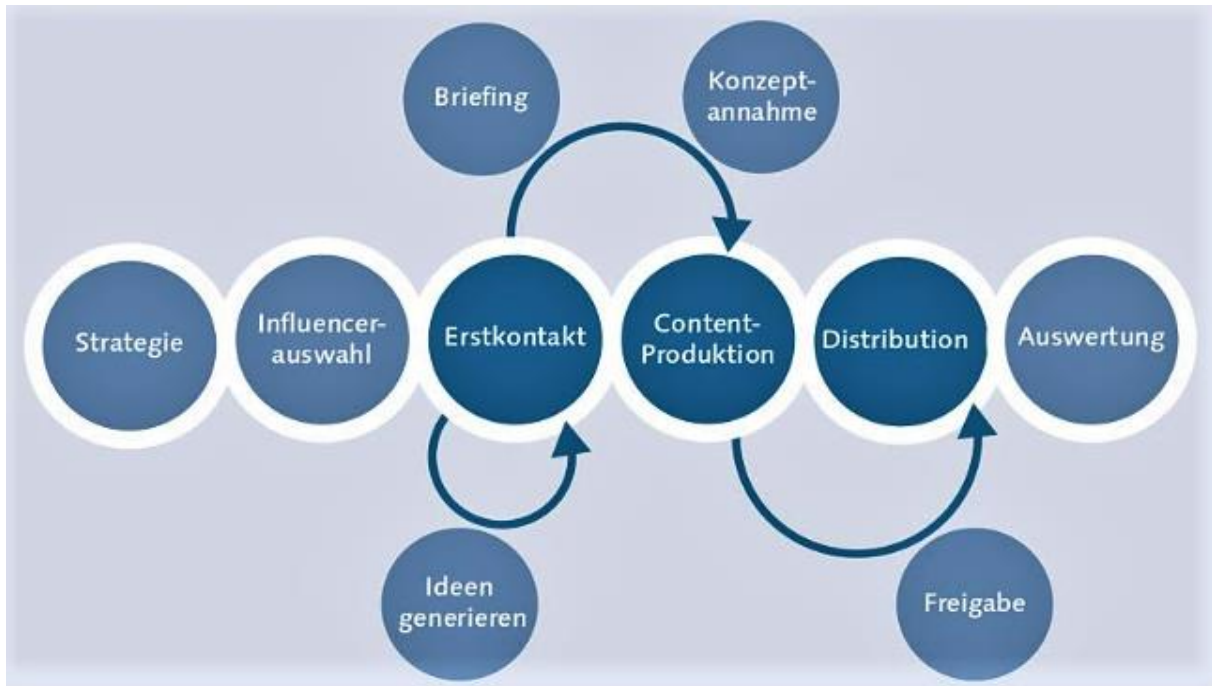 Briefing
Konzept-
annahme
Strategie
Influencer-
auswahl
Erstkontakt
Content-
Produktion
Distribution
Auswertung
Ideen
generieren
Freigabe